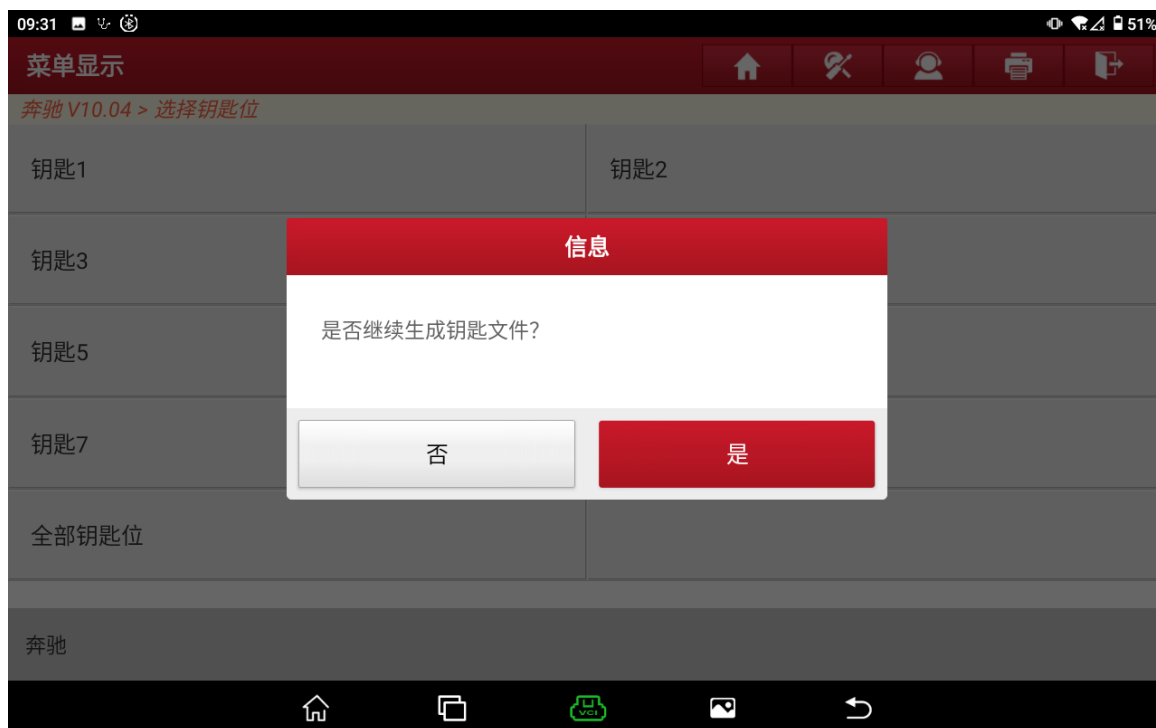 09:31
51%
菜单显示
奔驰 V10.04 > 选择钥匙位
钥匙1
钥匙2
钥匙3
信息
是否继续生成钥匙文件？
钥匙5
钥匙7
否
是
全部钥匙位
奔驰
VCI